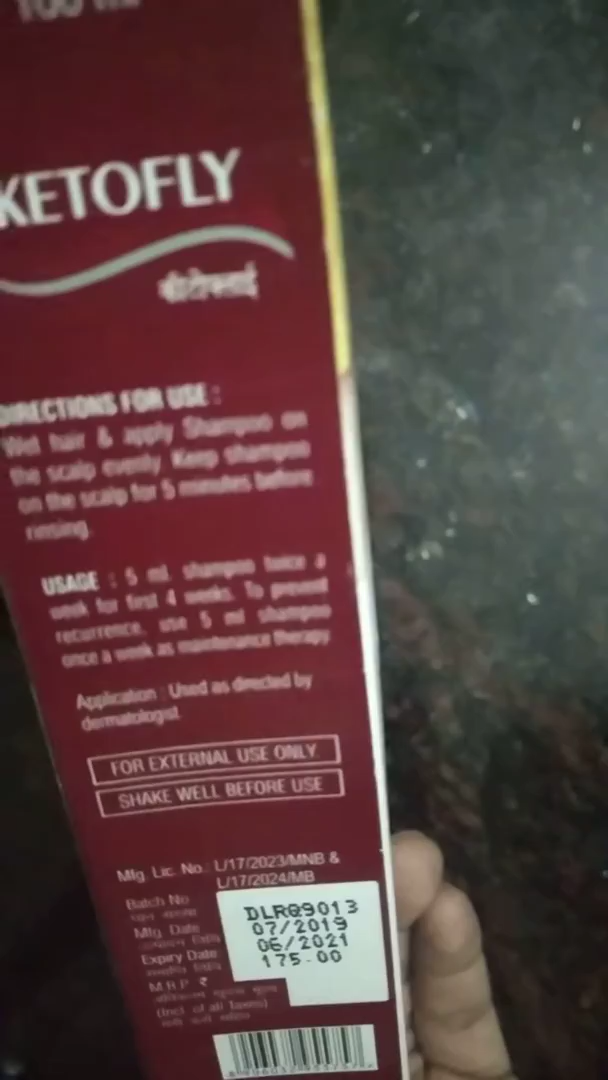 100 ml
KETOFLY
DIRECTIONS FOR USE :
Wet hair & apply Shampoo on
the scalp evenly. Keep shampoo
on the scalp for 5 minutes before
rinsing.
USAGE : 5 ml shampoo twice a
week for first 4 weeks. To prevent
recurrence, use 5 ml shampoo
once a week as maintenance therapy
Application : Used as directed by
dermatologist.
FOR EXTERNAL USE ONLY
SHAKE WELL BEFORE USE
Mfg. Lic. No.: L/17/2023/MNB &
L/17/2024/MB
Batch No
DLRQ9013
Mfg. Date
07/2019
Expiry Date
06/2021
M.R.P. ₹
175.00
(Incl. of all taxes)